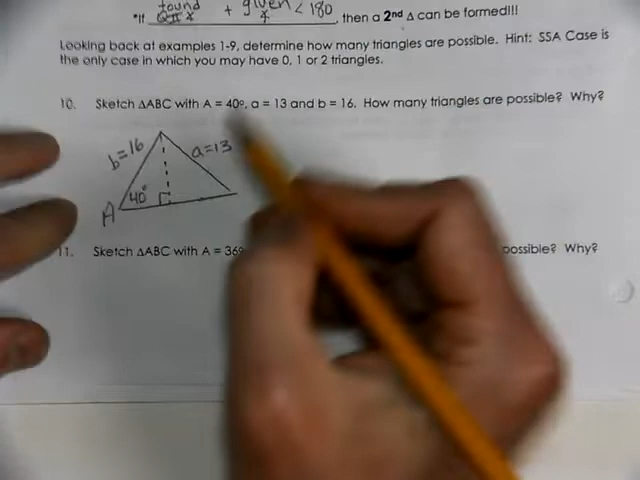 found + given < 180
*If QII ∡ ∡ , then a 2nd Δ can be formed!!!
Looking back at examples 1-9, determine how many triangles are possible. Hint: SSA Case is
the only case in which you may have 0, 1 or 2 triangles.
10. Sketch ΔABC with A = 40º, a = 13 and b = 16. How many triangles are possible? Why?
b=16 a=13
40°
A
11. Sketch ΔABC with A = 36º possible? Why?